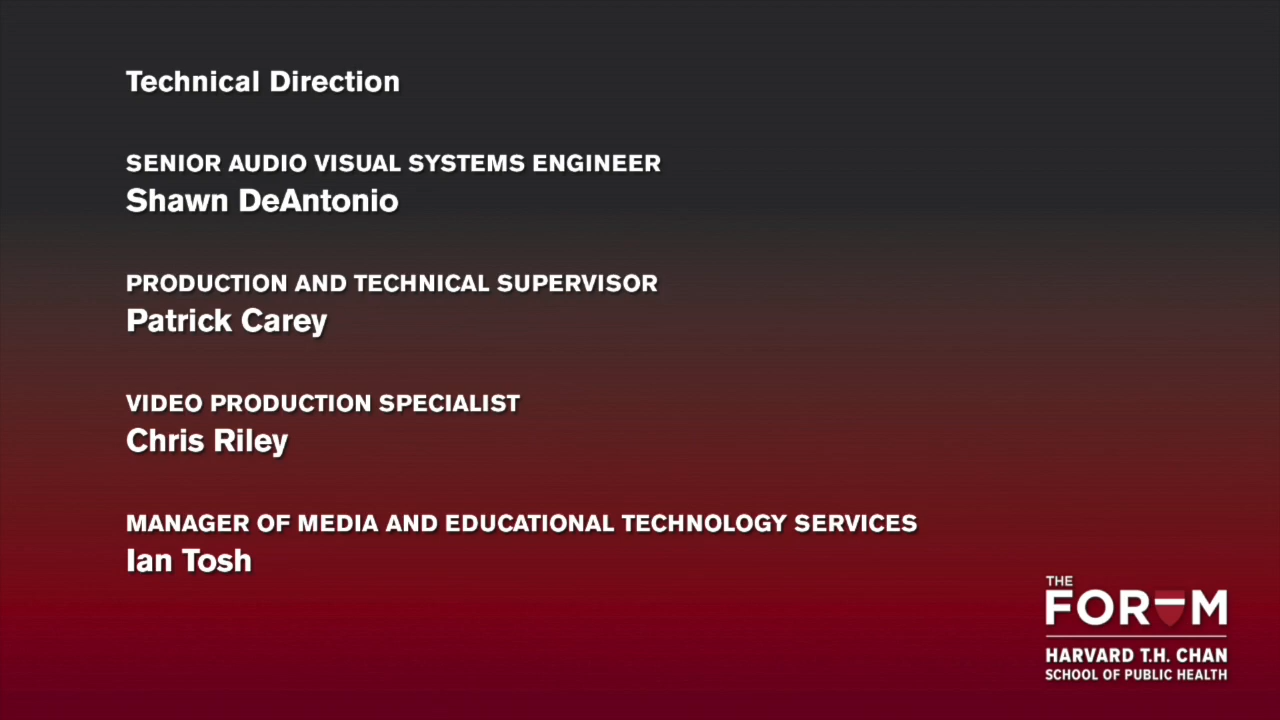 Technical Direction
SENIOR AUDIO VISUAL SYSTEMS ENGINEER
Shawn DeAntonio
PRODUCTION AND TECHNICAL SUPERVISOR
Patrick Carey
VIDEO PRODUCTION SPECIALIST
Chris Riley
MANAGER OF MEDIA AND EDUCATIONAL TECHNOLOGY SERVICES
Ian Tosh
THE
FORUM
HARVARD T.H. CHAN
SCHOOL OF PUBLIC HEALTH